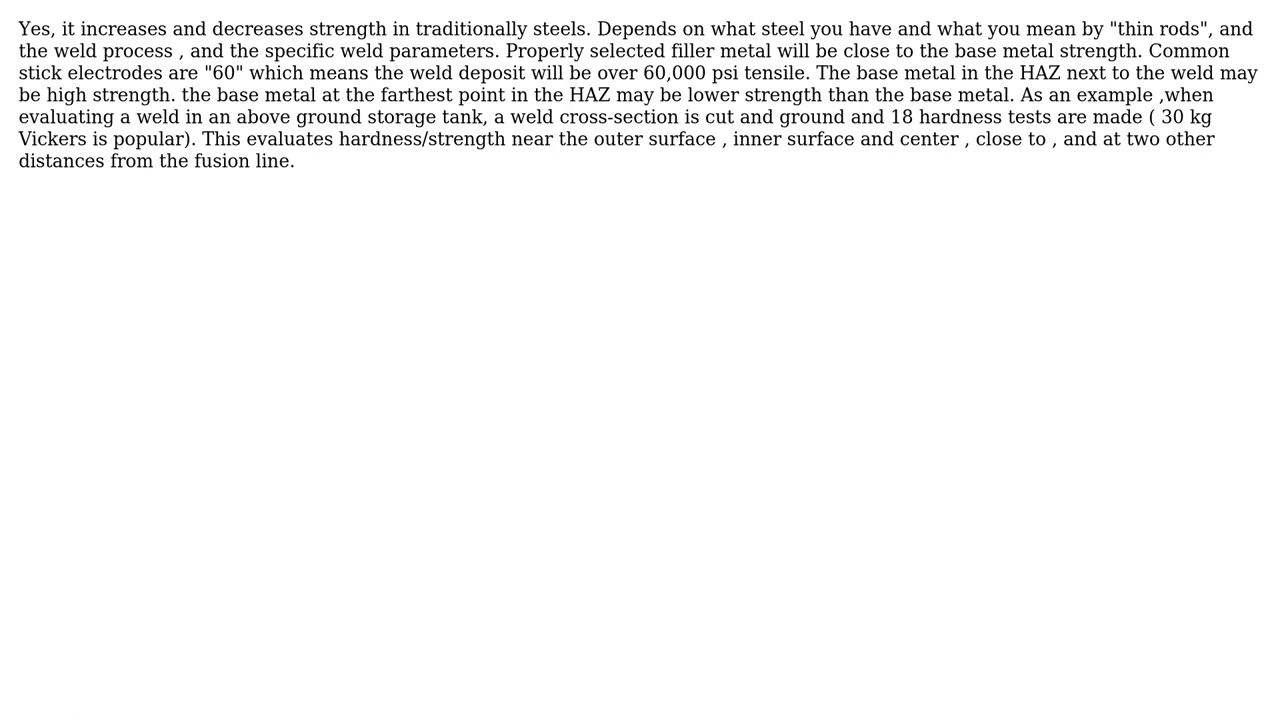 Yes, it increases and decreases strength in traditionally steels. Depends on what steel you have and what you mean by "thin rods", and
the weld process , and the specific weld parameters. Properly selected filler metal will be close to the base metal strength. Common
stick electrodes are "60" which means the weld deposit will be over 60,000 psi tensile. The base metal in the HAZ next to the weld may
be high strength. the base metal at the farthest point in the HAZ may be lower strength than the base metal. As an example ,when
evaluating a weld in an above ground storage tank, a weld cross-section is cut and ground and 18 hardness tests are made ( 30 kg
Vickers is popular). This evaluates hardness/strength near the outer surface , inner surface and center , close to , and at two other
distances from the fusion line.